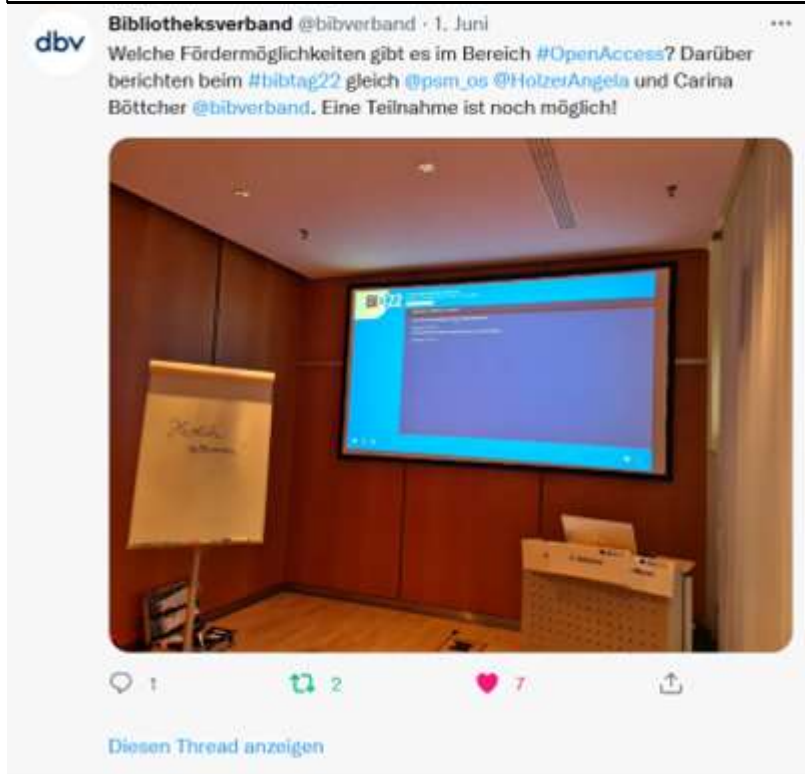 dbv
Bibliotheksverband @bibverband · 1. Juni
Welche Fördermöglichkeiten gibt es im Bereich #OpenAccess? Darüber
berichten beim #bibtag22 gleich @psm_os @HolzerAngela und Carina
Böttcher @bibverband. Eine Teilnahme ist noch möglich!
1
2
7
Diesen Thread anzeigen